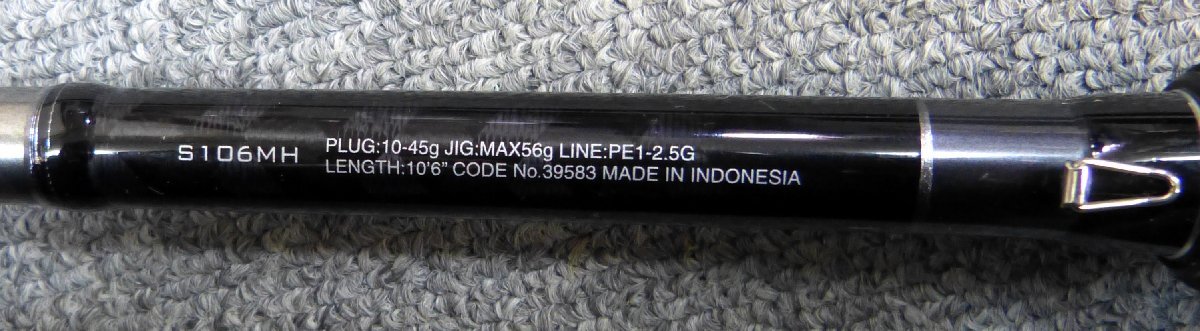 S106MH
PLUG:10-45g JIG:MAX56g LINE:PE1-2.5G
LENGTH:10'6" CODE No.39583 MADE IN INDONESIA